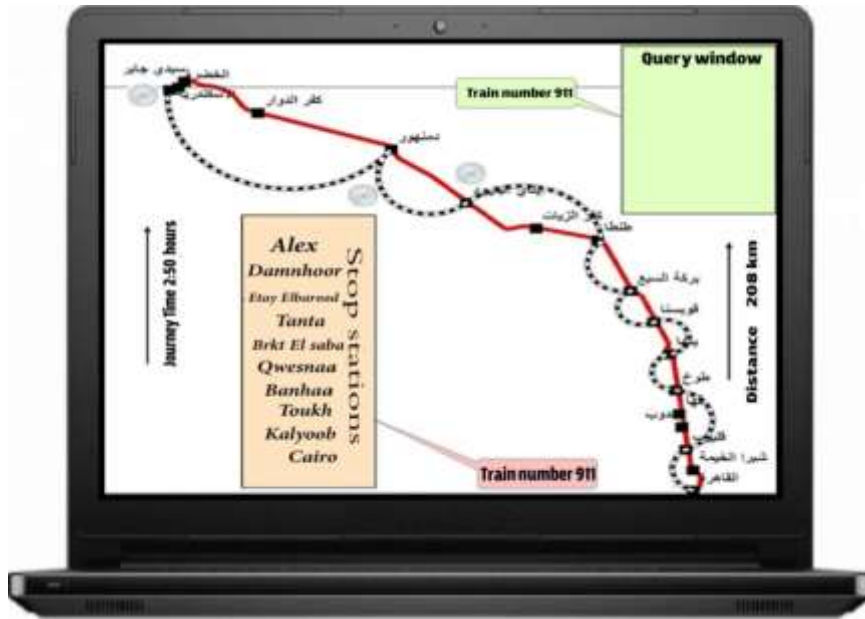 Query window
Train number 911
سيدي جابر
كفر الدوار
دمنهور
كفر الزيات
طنطا
بركة السبع
قويسنا
بنها
طوخ
شبرا الخيمة
القاهرة
Journey Time 2:50 hours
Alex
Damnhoor
Etay Elbarood
Tanta
Brkt El saba
Qwesnaa
Banhaa
Toukh
Kalyoob
Cairo
Stop stations
Distance 208 km
Train number 911